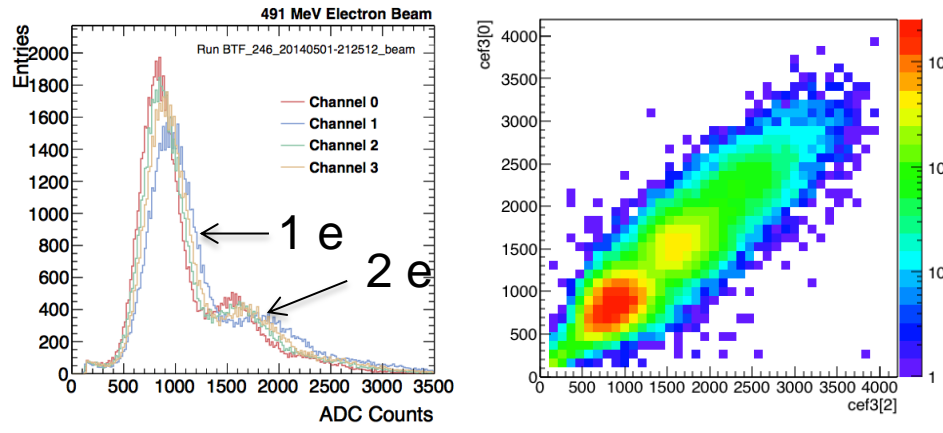 491 MeV Electron Beam
Entries
Run BTF_246_20140501-212512_beam
2000
1800
1600
1400
1200
1000
800
600
400
200
0
Channel 0
Channel 1
Channel 2
Channel 3
1 e
2 e
0 500 1000 1500 2000 2500 3000 3500
ADC Counts
cef3[0]
4000
3500
3000
2500
2000
1500
1000
500
0
0 500 1000 1500 2000 2500 3000 3500 4000
cef3[2]
10
10
10
1